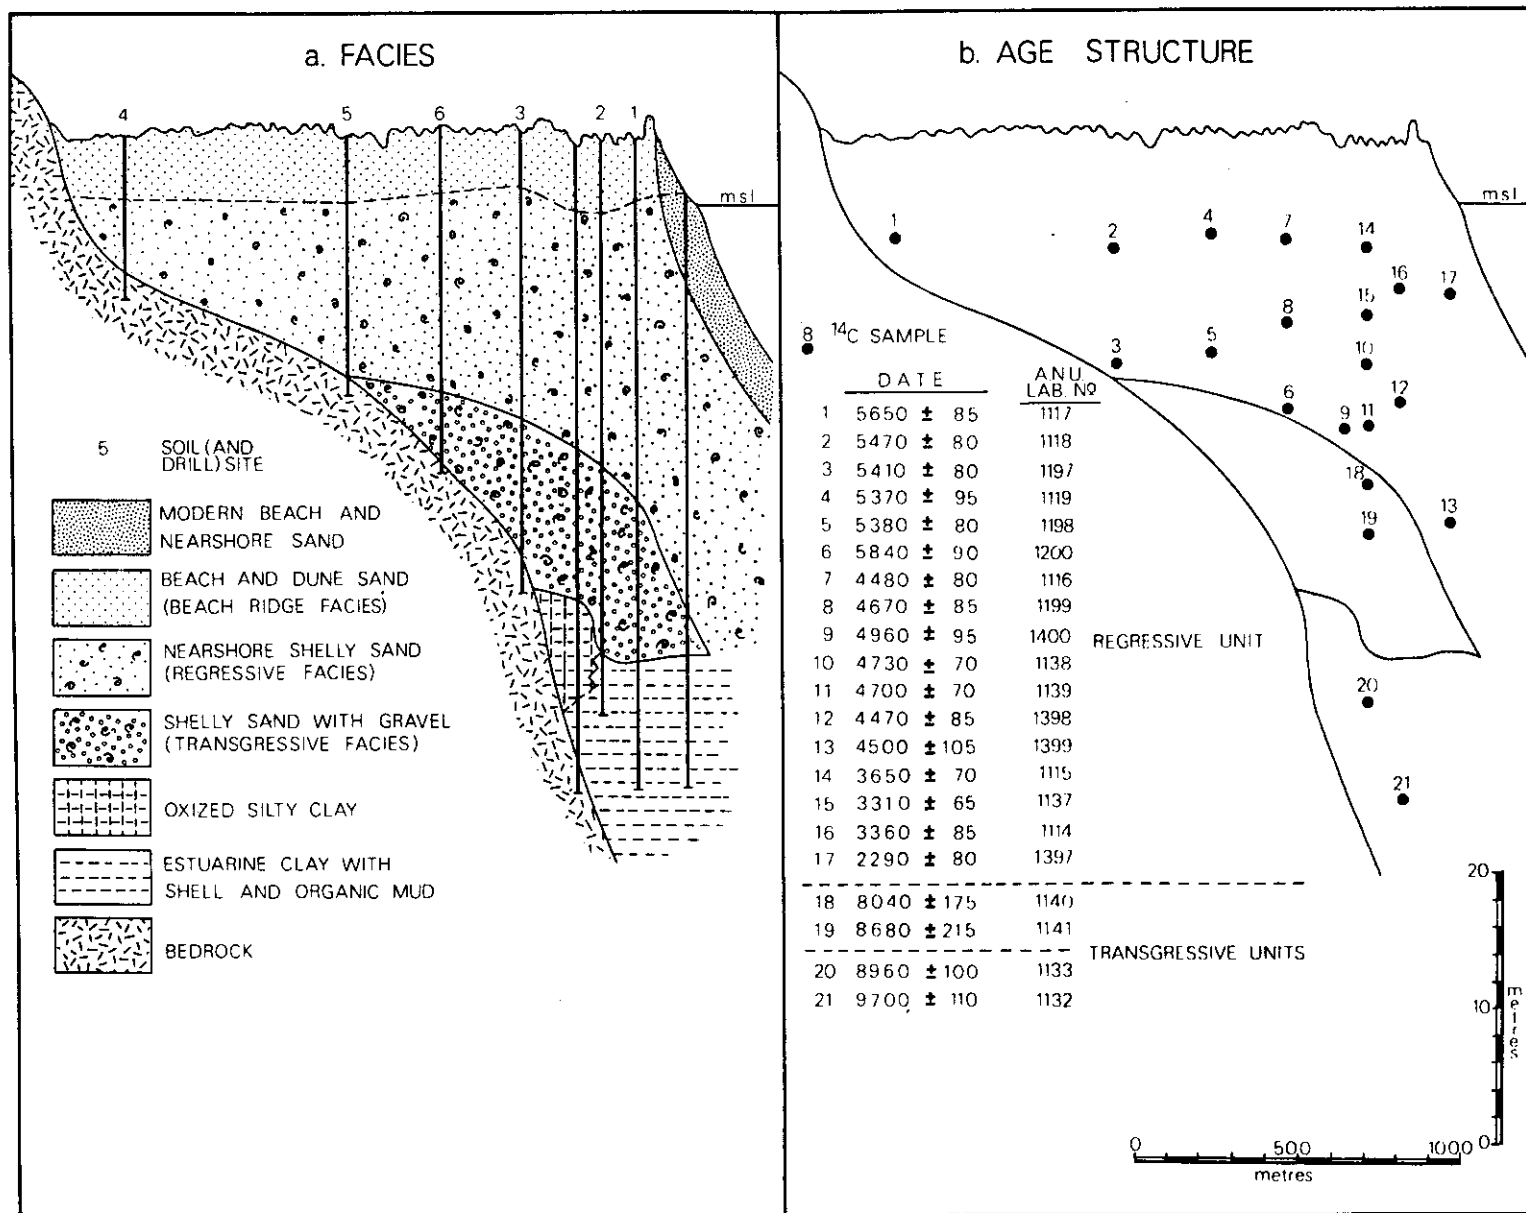 a. FACIES
4 5 6 3 2 1
msl
5 SOIL (AND DRILL) SITE
MODERN BEACH AND
NEARSHORE SAND
BEACH AND DUNE SAND
(BEACH RIDGE FACIES)
NEARSHORE SHELLY SAND
(REGRESSIVE FACIES)
SHELLY SAND WITH GRAVEL
(TRANSGRESSIVE FACIES)
OXIZED SILTY CLAY
ESTUARINE CLAY WITH
SHELL AND ORGANIC MUD
BEDROCK
b. AGE STRUCTURE
msl
1 2 4 7 14
16 17
8 15
3 5 10
6 9 11 12
18
19 13
20
21
8 14C SAMPLE
DATE A.N.U. LAB. No
1 5650 ± 85 1117
2 5470 ± 80 1118
3 5410 ± 80 1197
4 5370 ± 95 1119
5 5380 ± 80 1198
6 5840 ± 90 1200
7 4480 ± 80 1116
8 4670 ± 85 1199
9 4960 ± 95 1400
REGRESSIVE UNIT
10 4730 ± 70 1138
11 4700 ± 70 1139
12 4470 ± 85 1398
13 4500 ± 105 1399
14 3650 ± 70 1115
15 3310 ± 65 1137
16 3360 ± 85 1114
17 2290 ± 80 1397
18 8040 ± 175 1140
19 8680 ± 215 1141
TRANSGRESSIVE UNITS
20 8960 ± 100 1133
21 9700 ± 110 1132
20
10
0
metres
0 500 1000
metres